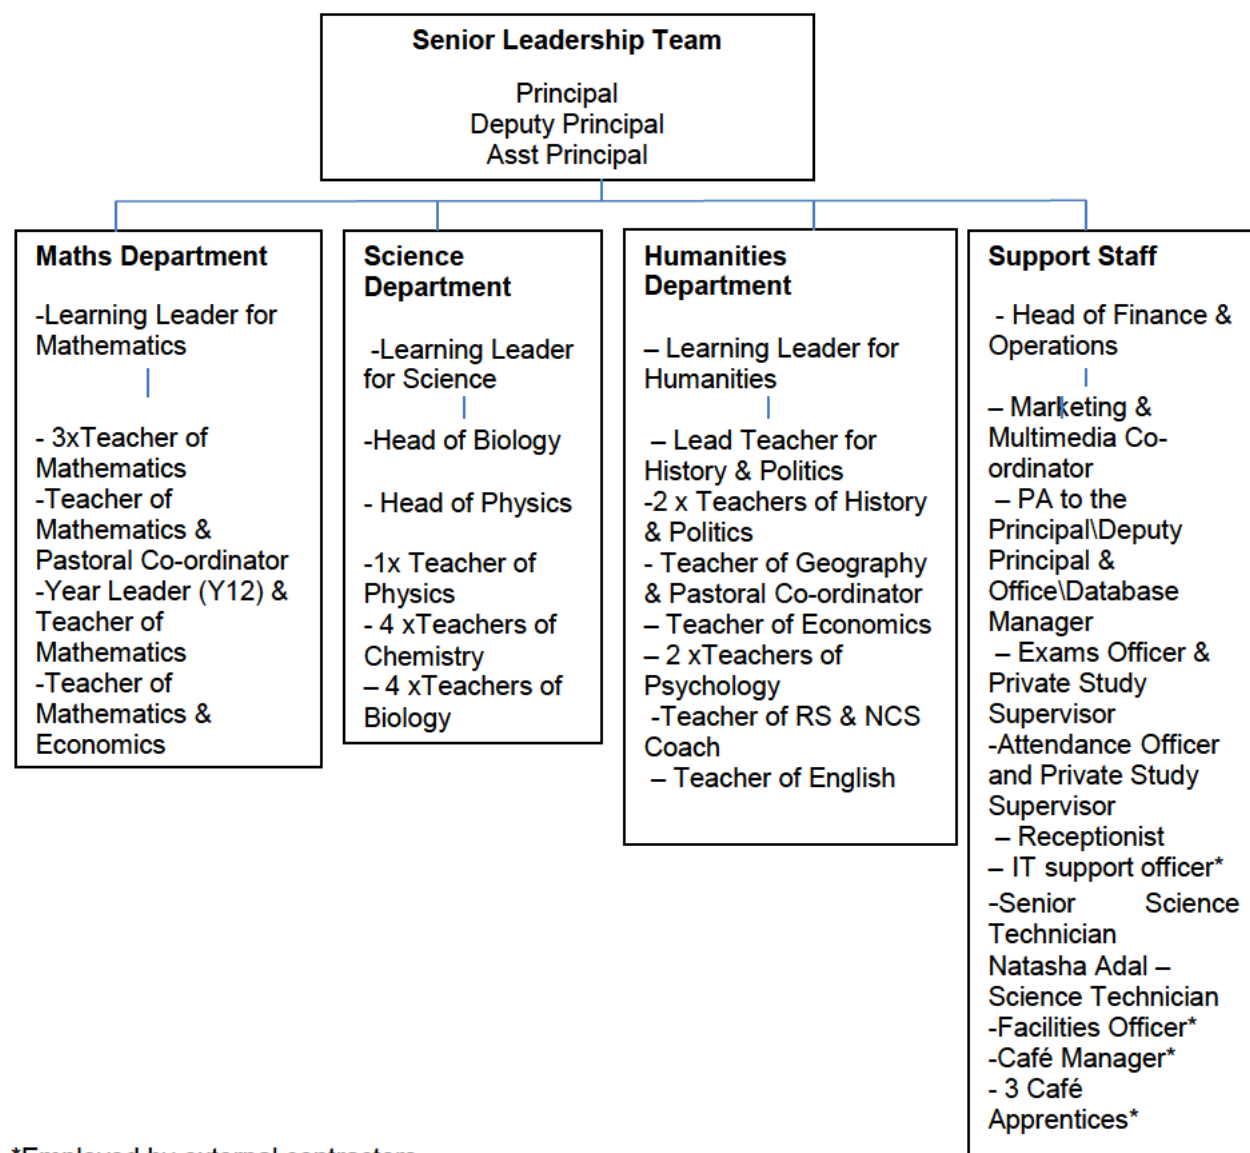 Senior Leadership Team
Principal
Deputy Principal
Asst Principal
Maths Department
-Learning Leader for
Mathematics
- 3xTeacher of
Mathematics
-Teacher of
Mathematics &
Pastoral Co-ordinator
-Year Leader (Y12) &
Teacher of
Mathematics
-Teacher of
Mathematics &
Economics
Science
Department
-Learning Leader
for Science
-Head of Biology
- Head of Physics
-1x Teacher of
Physics
- 4 xTeachers of
Chemistry
– 4 xTeachers of
Biology
Humanities
Department
– Learning Leader for
Humanities
– Lead Teacher for
History & Politics
-2 x Teachers of History
& Politics
- Teacher of Geography
& Pastoral Co-ordinator
– Teacher of Economics
– 2 xTeachers of
Psychology
-Teacher of RS & NCS
Coach
– Teacher of English
Support Staff
- Head of Finance &
Operations
– Marketing &
Multimedia Co-
ordinator
– PA to the
Principal\Deputy
Principal &
Office\Database
Manager
– Exams Officer &
Private Study
Supervisor
-Attendance Officer
and Private Study
Supervisor
– Receptionist
– IT support officer*
-Senior Science
Technician
Natasha Adal –
Science Technician
-Facilities Officer*
-Café Manager*
- 3 Café
Apprentices*
*Employed by external contractors